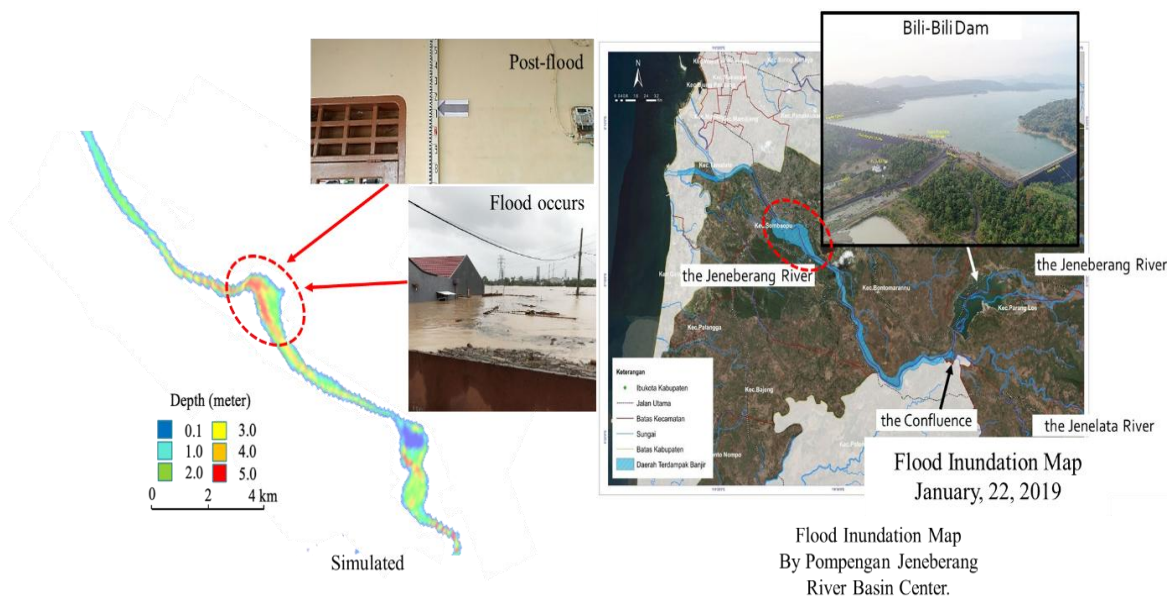 Post-flood
Flood occurs
Depth (meter)
0.1
3.0
1.0
4.0
2.0
5.0
0
2
4 km
Simulated
Bili-Bili Dam
N
the Jeneberang River
the Jeneberang River
Kec.Bontomarannu
Kec.Parang Loe
Kec.Palangga
Kec.Bajeng
the Confluence
the Jenelata River
Keterangan
Ibukota Kabupaten
Jalan Utama
Batas Kecamatan
Sungai
Batas Kabupaten
Daerah Terdampak Banjir
Flood Inundation Map
January, 22, 2019
Flood Inundation Map
By Pompengan Jeneberang
River Basin Center.